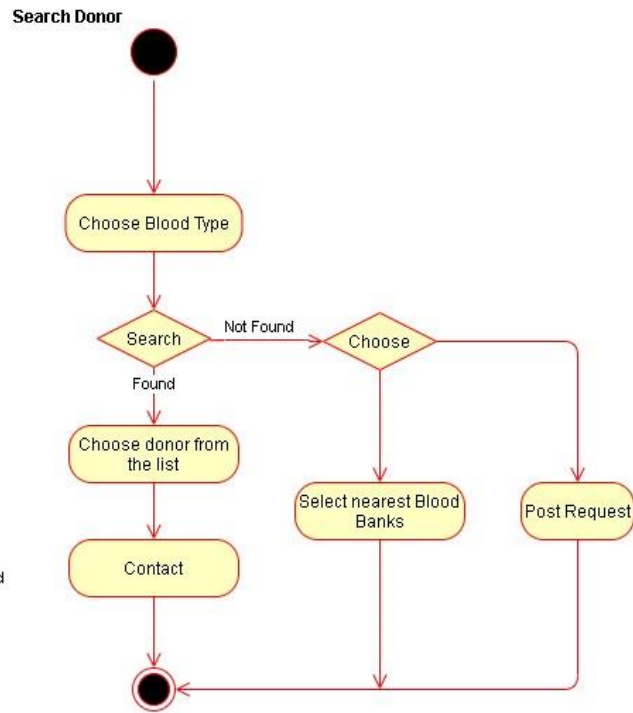 Search Donor
Choose Blood Type
Search
Not Found
Choose
Found
Choose donor from
the list
Select nearest Blood
Banks
Post Request
Contact
d